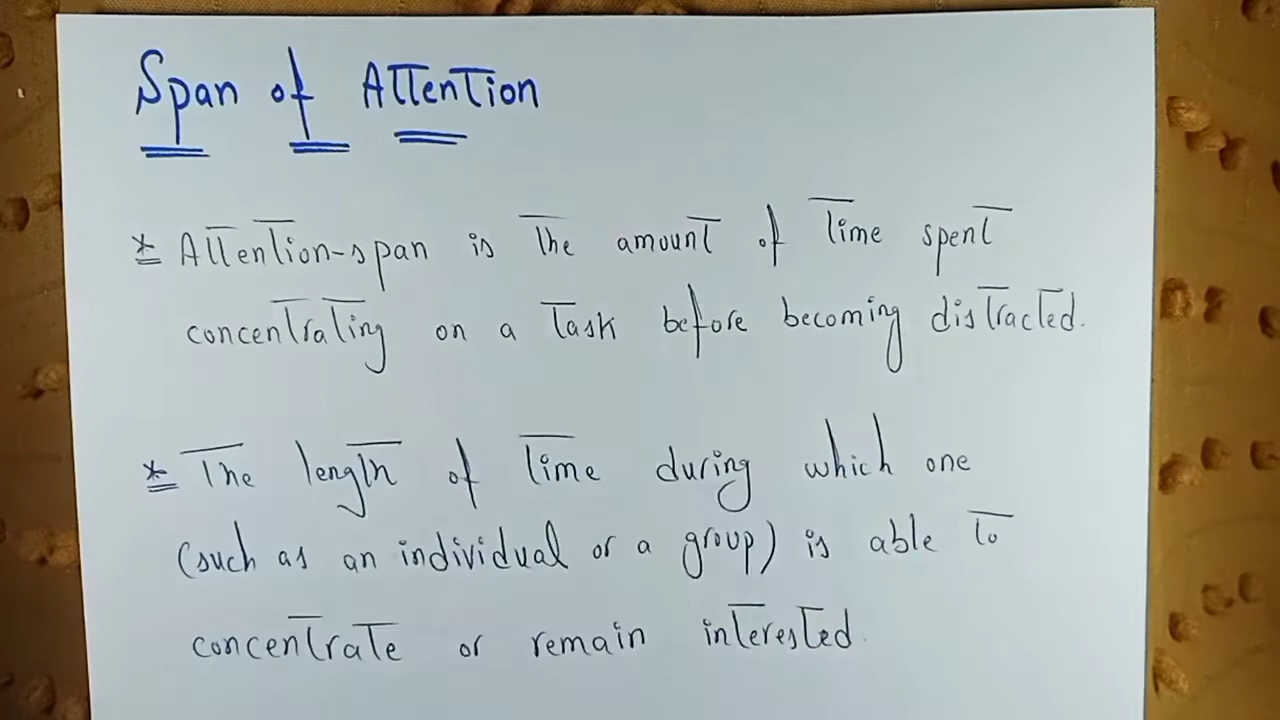 Span of Attention
* Attention-span is the amount of time spent
concentrating on a task before becoming distracted.
* The length of time during which one
(such as an individual or a group) is able to
concentrate or remain interested.